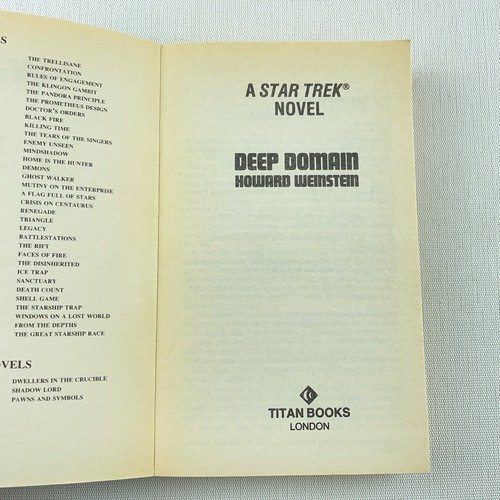 S
THE TRELLISANE
CONFRONTATION
RULES OF ENGAGEMENT
THE KLINGON GAMBIT
THE PANDORA PRINCIPLE
THE PROMETHEUS DESIGN
DOCTOR'S ORDERS
BLACK FIRE
KILLING TIME
THE TEARS OF THE SINGERS
ENEMY UNSEEN
MINDSHADOW
HOME IS THE HUNTER
DEMONS
GHOST WALKER
MUTINY ON THE ENTERPRISE
A FLAG FULL OF STARS
CRISIS ON CENTAURUS
RENEGADE
TRIANGLE
LEGACY
BATTLESTATIONS
THE RIFT
FACES OF FIRE
THE DISINHERITED
ICE TRAP
SANCTUARY
DEATH COUNT
SHELL GAME
THE STARSHIP TRAP
WINDOWS ON A LOST WORLD
FROM THE DEPTHS
THE GREAT STARSHIP RACE
OVELS
DWELLERS IN THE CRUCIBLE
SHADOW LORD
PAWNS AND SYMBOLS
A STAR TREK®
NOVEL
DEEP DOMAIN
HOWARD WEINSTEIN
TITAN BOOKS
LONDON